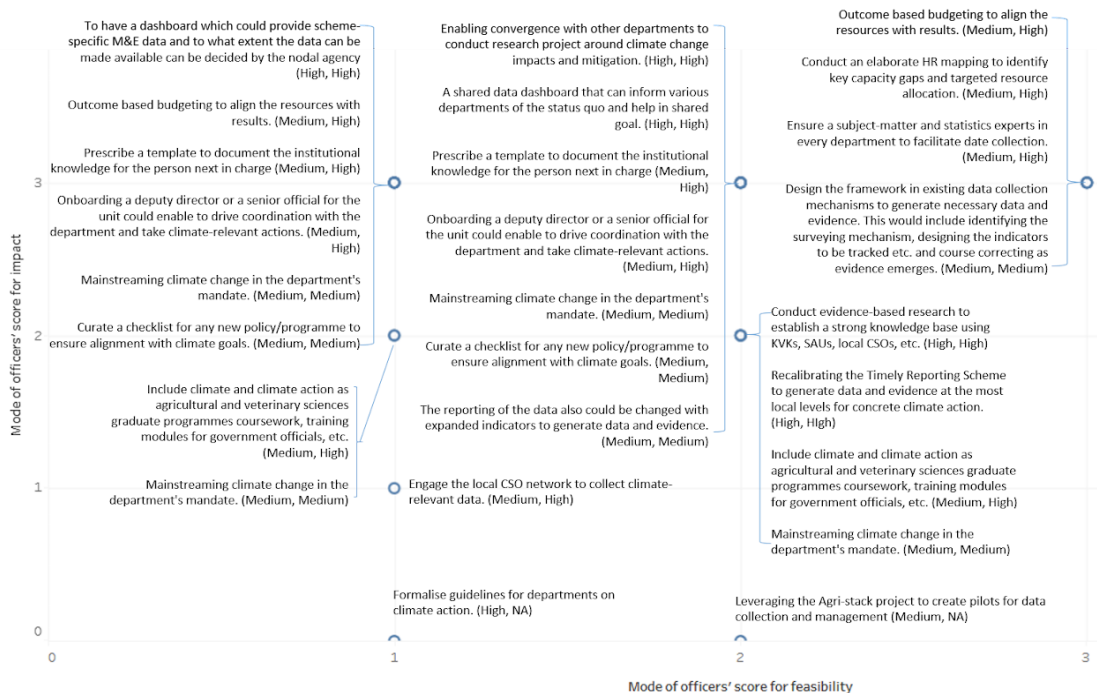 To have a dashboard which could provide scheme-
specific M&E data and to what extent the data can be
made available can be decided by the nodal agency
(High, High)
Outcome based budgeting to align the resources with
results. (Medium, High)
Prescribe a template to document the institutional
knowledge for the person next in charge (Medium, High)
Onboarding a deputy director or a senior official for the
unit could enable to drive coordination with the
department and take climate-relevant actions. (Medium,
High)
Mainstreaming climate change in the department's
mandate. (Medium, Medium)
Curate a checklist for any new policy/programme to
ensure alignment with climate goals. (Medium, Medium)
Include climate and climate action as
agricultural and veterinary sciences
graduate programmes coursework, training
modules for government officials, etc.
(Medium, High)
Mainstreaming climate change in the
department's mandate. (Medium, Medium)
Enabling convergence with other departments to
conduct research project around climate change
impacts and mitigation. (High, High)
A shared data dashboard that can inform various
departments of the status quo and help in shared
goal. (High, High)
Prescribe a template to document the institutional
knowledge for the person next in charge (Medium,
High)
Onboarding a deputy director or a senior official for
the unit could enable to drive coordination with the
department and take climate-relevant actions.
(Medium, High)
Mainstreaming climate change in the department's
mandate. (Medium, Medium)
Curate a checklist for any new policy/programme to
ensure alignment with climate goals. (Medium,
Medium)
The reporting of the data also could be changed with
expanded indicators to generate data and evidence.
(Medium, Medium)
Engage the local CSO network to collect climate-
relevant data. (Medium, High)
Formalise guidelines for departments on
climate action. (High, NA)
Outcome based budgeting to align the
resources with results. (Medium, High)
Conduct an elaborate HR mapping to identify
key capacity gaps and targeted resource
allocation. (Medium, High)
Ensure a subject-matter and statistics experts in
every department to facilitate date collection.
(Medium, High)
Design the framework in existing data collection
mechanisms to generate necessary data and
evidence. This would include identifying the
surveying mechanism, designing the indicators
to be tracked etc. and course correcting as
evidence emerges. (Medium, Medium)
Conduct evidence-based research to
establish a strong knowledge base using
KVKs, SAUs, local CSOs, etc. (High, High)
Recalibrating the Timely Reporting Scheme
to generate data and evidence at the most
local levels for concrete climate action.
(High, HIgh)
Include climate and climate action as
agricultural and veterinary sciences graduate
programmes coursework, training modules
for government officials, etc. (Medium, High)
Mainstreaming climate change in the
department's mandate. (Medium, Medium)
Leveraging the Agri-stack project to create pilots for data
collection and management (Medium, NA)
Mode of officers' score for impact
3
2
1
0
0
1
2
3
Mode of officers' score for feasibility